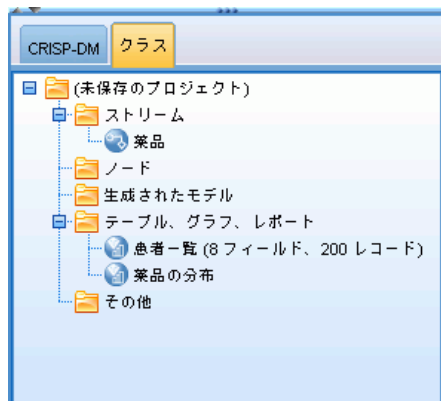 CRISP-DM クラス
(未保存のプロジェクト)
ストリーム
薬品
ノード
生成されたモデル
テーブル、グラフ、レポート
患者一覧 (8 フィールド、200 レコード)
薬品の分布
その他